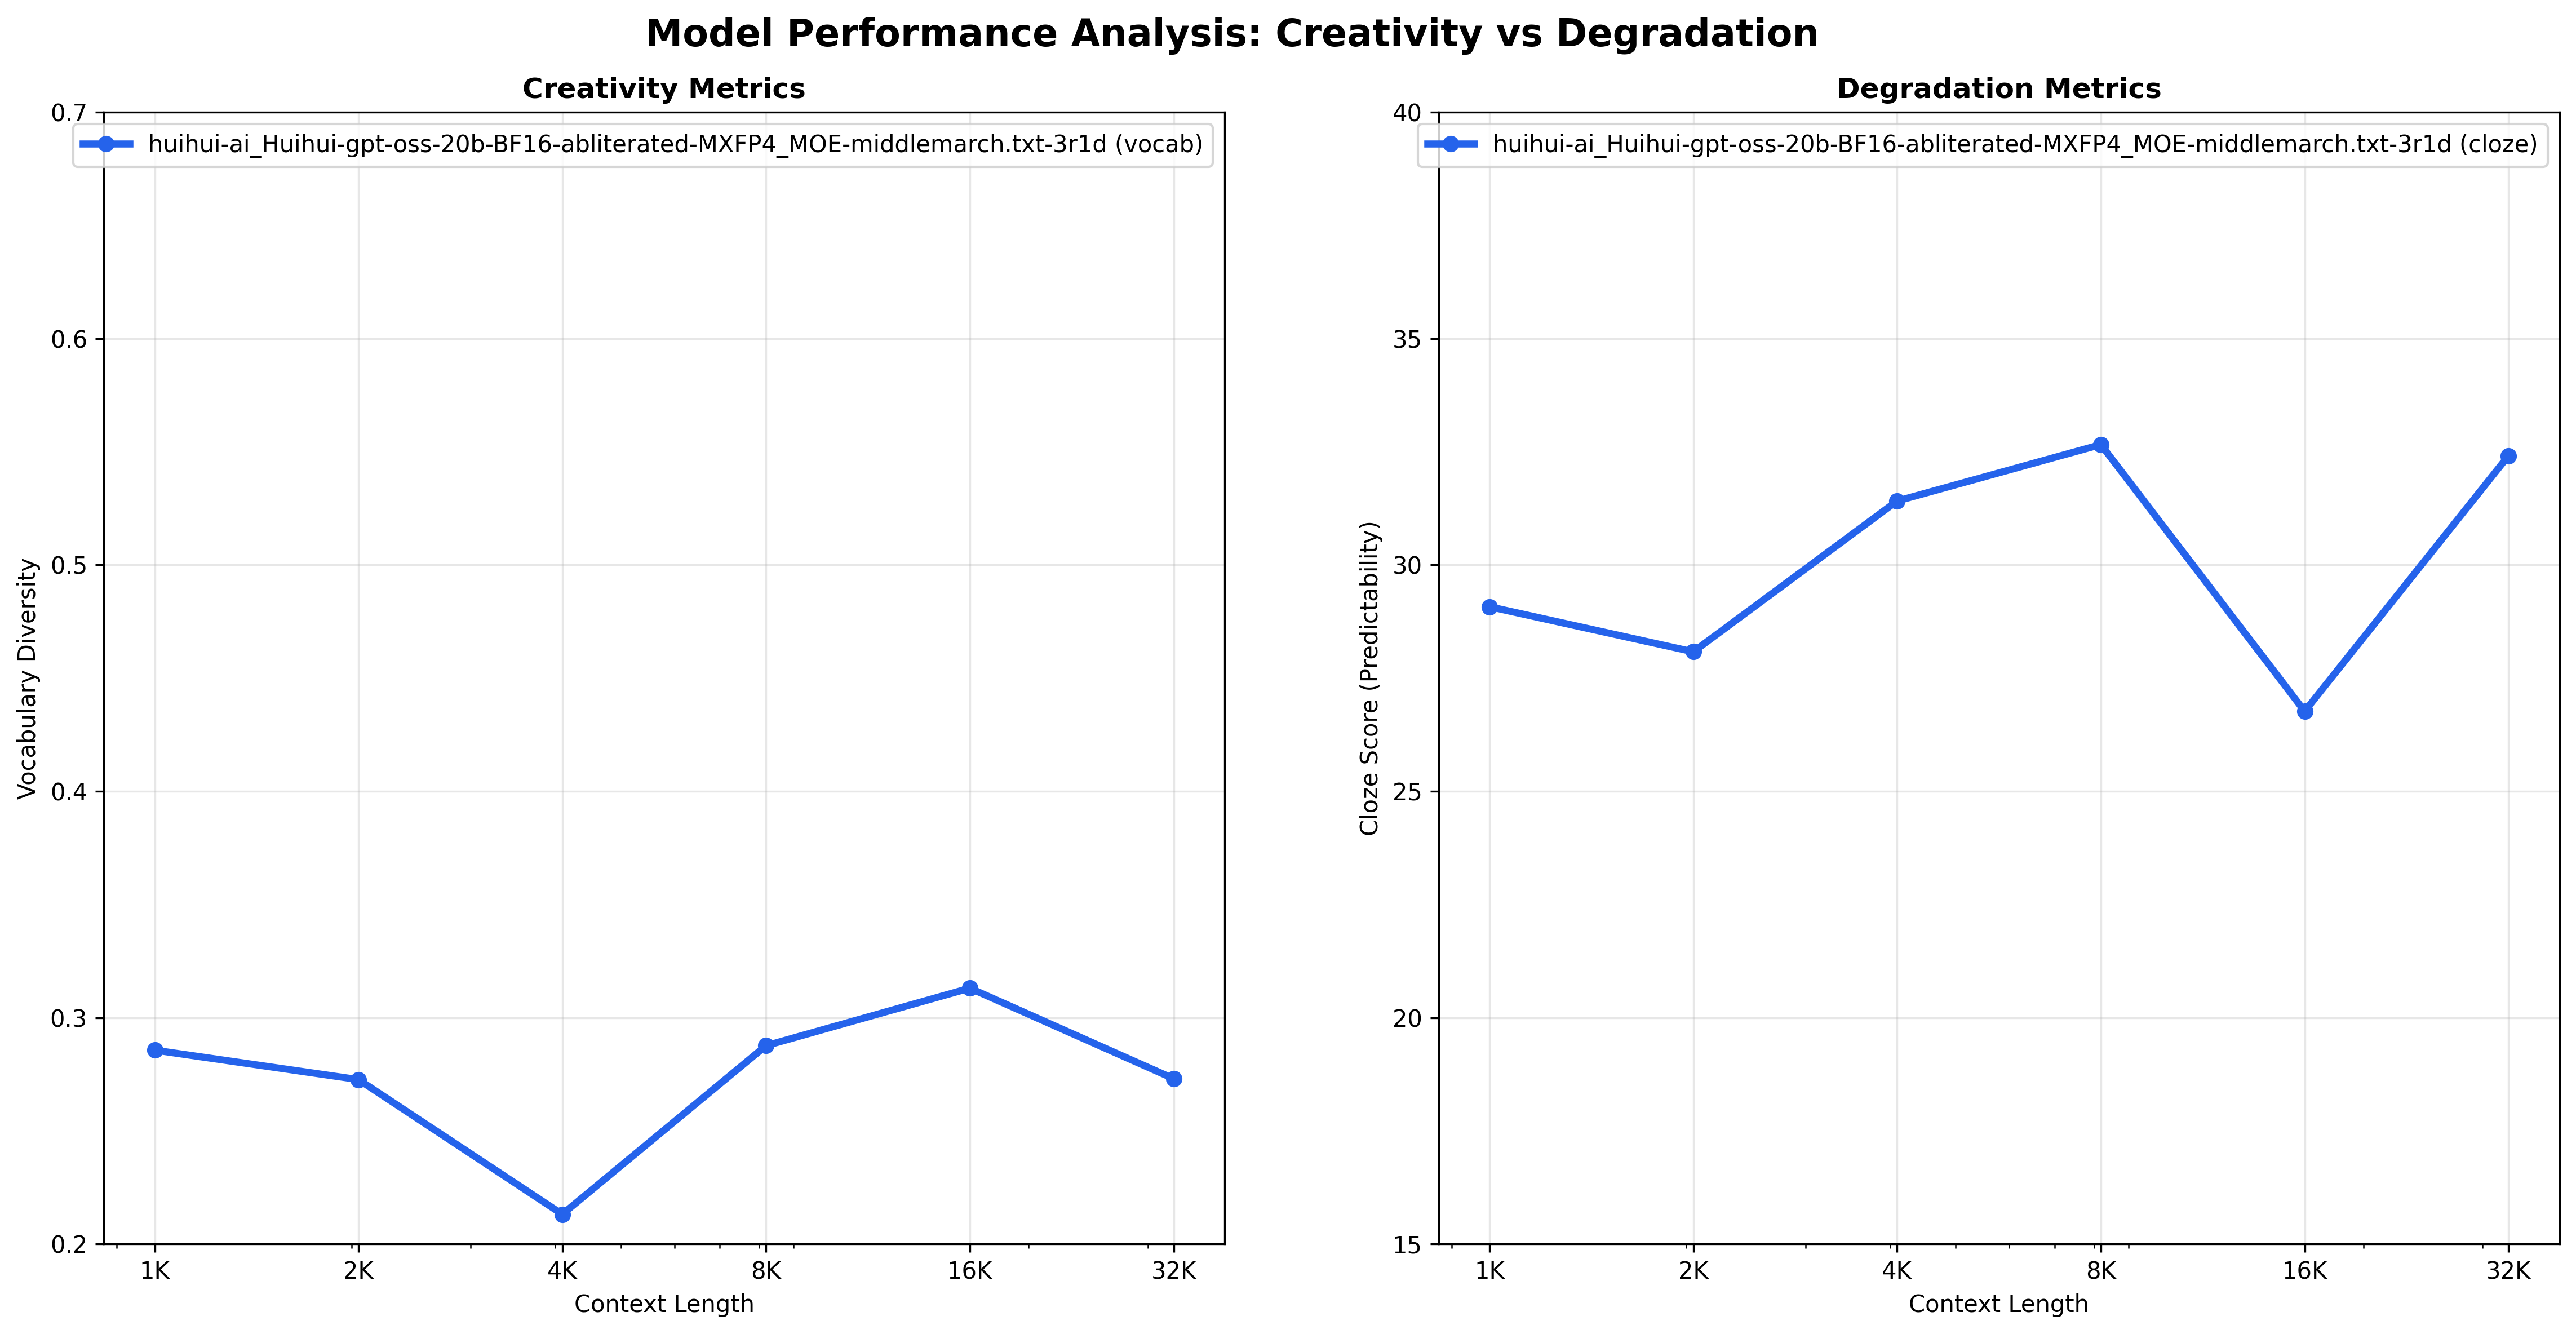 Model Performance Analysis: Creativity vs Degradation
Creativity Metrics
huihui-ai_Huihui-gpt-oss-20b-BF16-abliterated-MXFP4_MOE-middlemarch.txt-3r1d (vocab)
0.7
0.6
0.5
0.4
0.3
0.2
Vocabulary Diversity
1K 2K 4K 8K 16K 32K
Context Length
Degradation Metrics
huihui-ai_Huihui-gpt-oss-20b-BF16-abliterated-MXFP4_MOE-middlemarch.txt-3r1d (cloze)
40
35
30
25
20
15
Cloze Score (Predictability)
1K 2K 4K 8K 16K 32K
Context Length